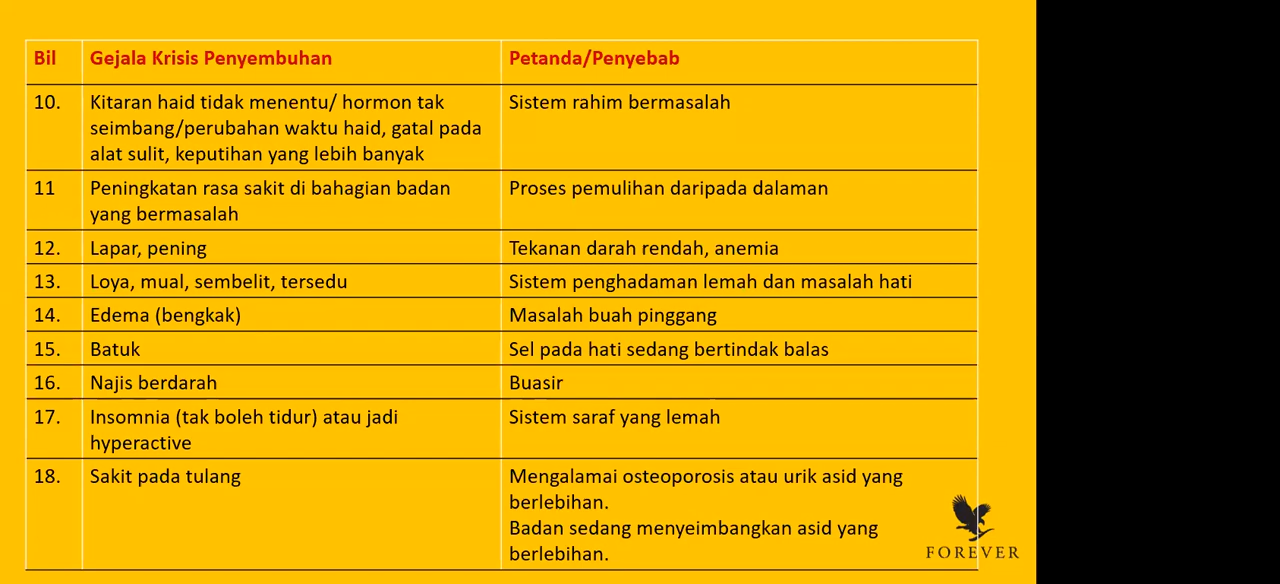 Bil Gejala Krisis Penyembuhan Petanda/Penyebab
10. Kitaran haid tidak menentu/ hormon tak Sistem rahim bermasalah
seimbang/perubahan waktu haid, gatal pada
alat sulit, keputihan yang lebih banyak
11 Peningkatan rasa sakit di bahagian badan Proses pemulihan daripada dalaman
yang bermasalah
12. Lapar, pening Tekanan darah rendah, anemia
13. Loya, mual, sembelit, tersedu Sistem penghadaman lemah dan masalah hati
14. Edema (bengkak) Masalah buah pinggang
15. Batuk Sel pada hati sedang bertindak balas
16. Najis berdarah Buasir
17. Insomnia (tak boleh tidur) atau jadi Sistem saraf yang lemah
hyperactive
18. Sakit pada tulang Mengalamai osteoporosis atau urik asid yang
berlebihan.
Badan sedang menyeimbangkan asid yang
berlebihan.
FOREVER